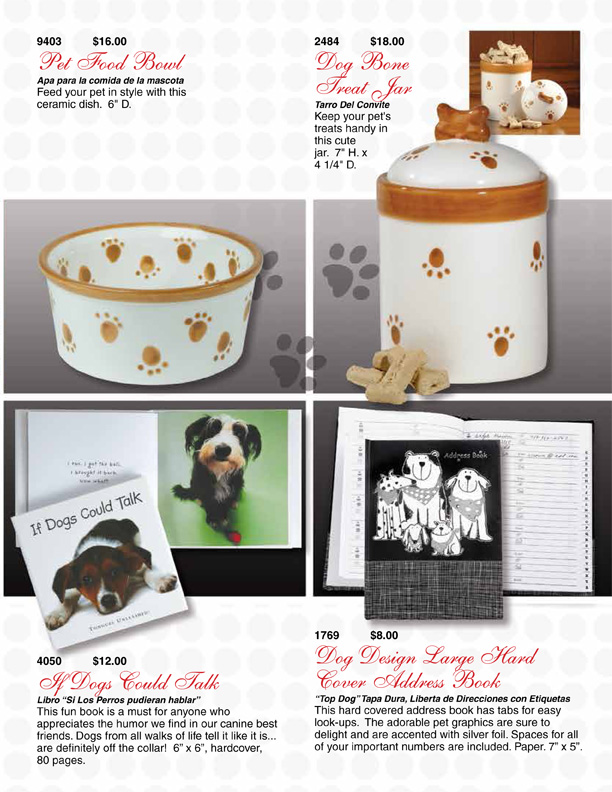 9403 $16.00
Pet Food Bowl
Apa para la comida de la mascota
Feed your pet in style with this
ceramic dish. 6" D.
2484 $18.00
Dog Bone
Treat Jar
Tarro Del Convite
Keep your pet's
treats handy in
this cute
jar. 7" H. x
4 1/4" D.
I ran. I got the ball.
I brought it back.
now what?
If Dogs Could Talk
Address Book
4050 $12.00
If Dogs Could Talk
Libro “Si Los Perros pudieran hablar”
This fun book is a must for anyone who
appreciates the humor we find in our canine best
friends. Dogs from all walks of life tell it like it is...
are definitely off the collar! 6” x 6”, hardcover,
80 pages.
1769 $8.00
Dog Design Large Hard
Cover Address Book
“Top Dog” Tapa Dura, Liberta de Direcciones con Etiquetas
This hard covered address book has tabs for easy
look-ups. The adorable pet graphics are sure to
delight and are accented with silver foil. Spaces for all
of your important numbers are included. Paper. 7” x 5”.